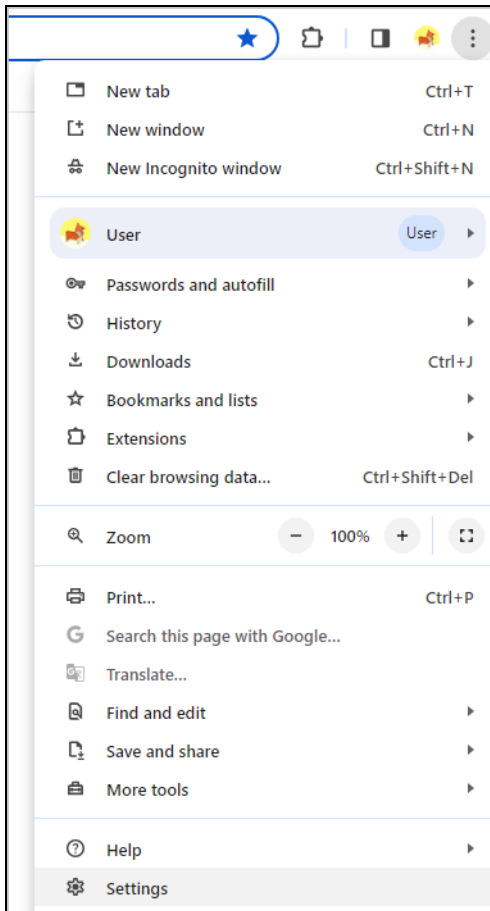 New tab Ctrl+T
New window Ctrl+N
New Incognito window Ctrl+Shift+N
User User
Passwords and autofill
History
Downloads Ctrl+J
Bookmarks and lists
Extensions
Clear browsing data... Ctrl+Shift+Del
Zoom − 100% +
Print... Ctrl+P
G Search this page with Google...
Translate...
Find and edit
Save and share
More tools
Help
Settings